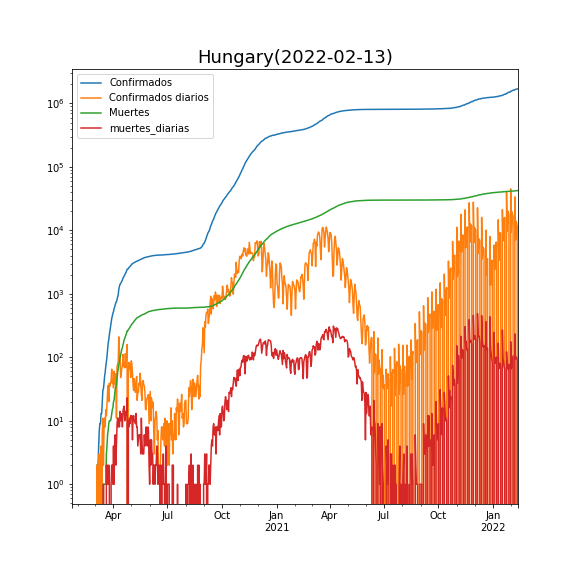 Hungary(2022-02-13)
Confirmados
Confirmados diarios
Muertes
muertes_diarias
10⁶
10⁵
10⁴
10³
10²
10¹
10⁰
Apr Jul Oct Jan Apr Jul Oct Jan
2021 2022